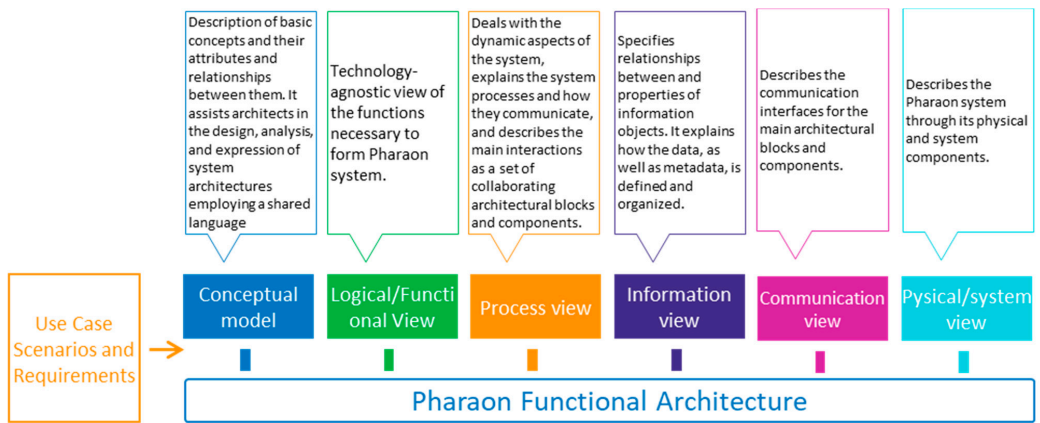 Description of basic
concepts and their
attributes and
relationships
between them. It
assists architects in
the design, analysis,
and expression of
system
architectures
employing a shared
language
Technology-
agnostic view of
the functions
necessary to
form Pharaon
system.
Deals with the
dynamic aspects of
the system,
explains the system
processes and how
they communicate,
and describes the
main interactions
as a set of
collaborating
architectural blocks
and components.
Specifies
relationships
between and
properties of
information
objects. It explains
how the data, as
well as metadata, is
defined and
organized.
Describes the
communication
interfaces for the
main architectural
blocks and
components.
Describes the
Pharaon system
through its physical
and system
components.
Use Case
Scenarios and
Requirements
Conceptual
model
Logical/Functi
onal View
Process view
Information
view
Communication
view
Pysical/system
view
Pharaon Functional Architecture